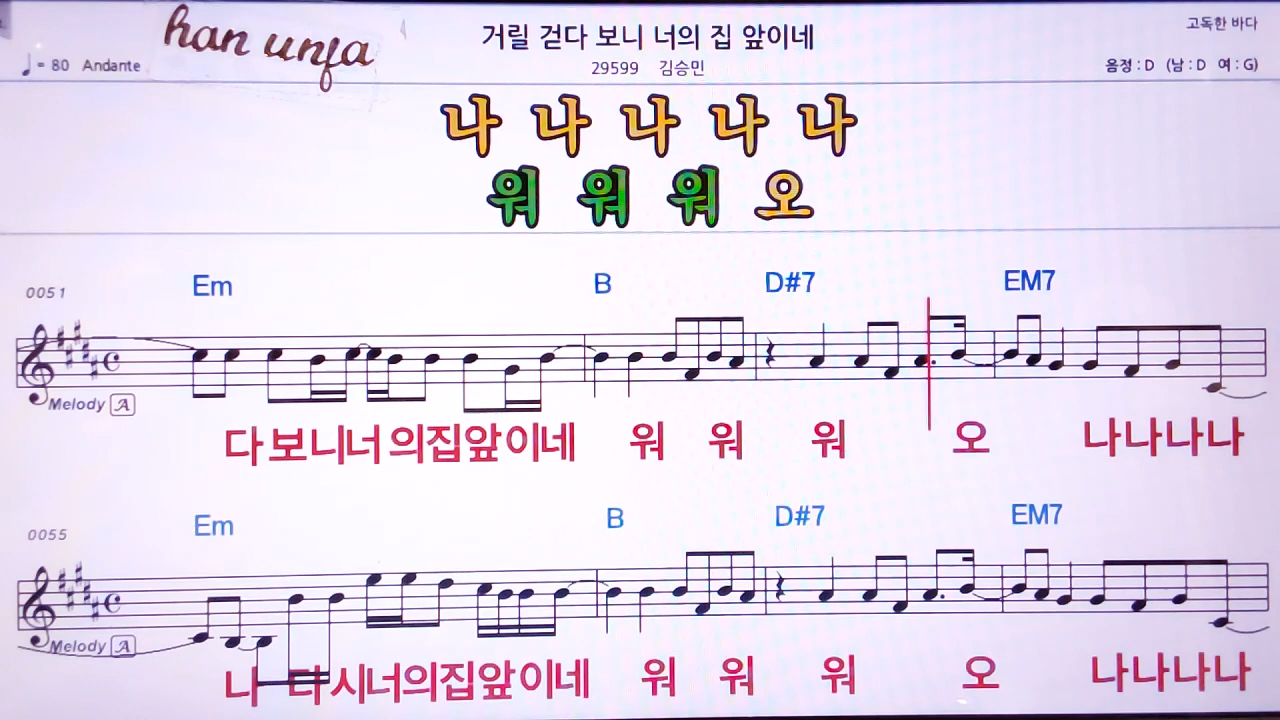 han unfa
거릴 걷다 보니 너의 집 앞이네
고독한 바다
♩= 80 Andante
29599 김승민
음정 : D (남 : D 여 : G)
나 나 나 나 나
워 워 워 오
0051 Em B D#7 EM7
Melody A
다 보니너 의집앞이네 워 워 워 오 나나나나
0055 Em B D#7 EM7
Melody A
나 다시너의집앞이네 워 워 워 오 나나나나